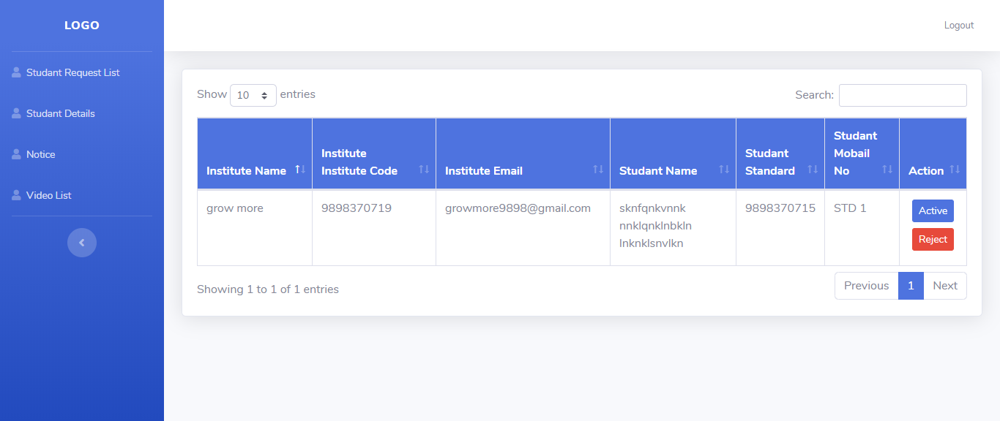 LOGO
Logout
Studant Request List
Student Details
Notice
Video List
Show 10 entries
Search:
Institute Name
Institute
Institute Code
Institute Email
Studant Name
Studant
Standard
Studant
Mobail
No
Action
grow more
9898370719
growmore9898@gmail.com
sknfqnkvnnk
nnklqnklnbkln
lnknklsnvlkn
9898370715
STD 1
Active
Reject
Showing 1 to 1 of 1 entries
Previous 1 Next